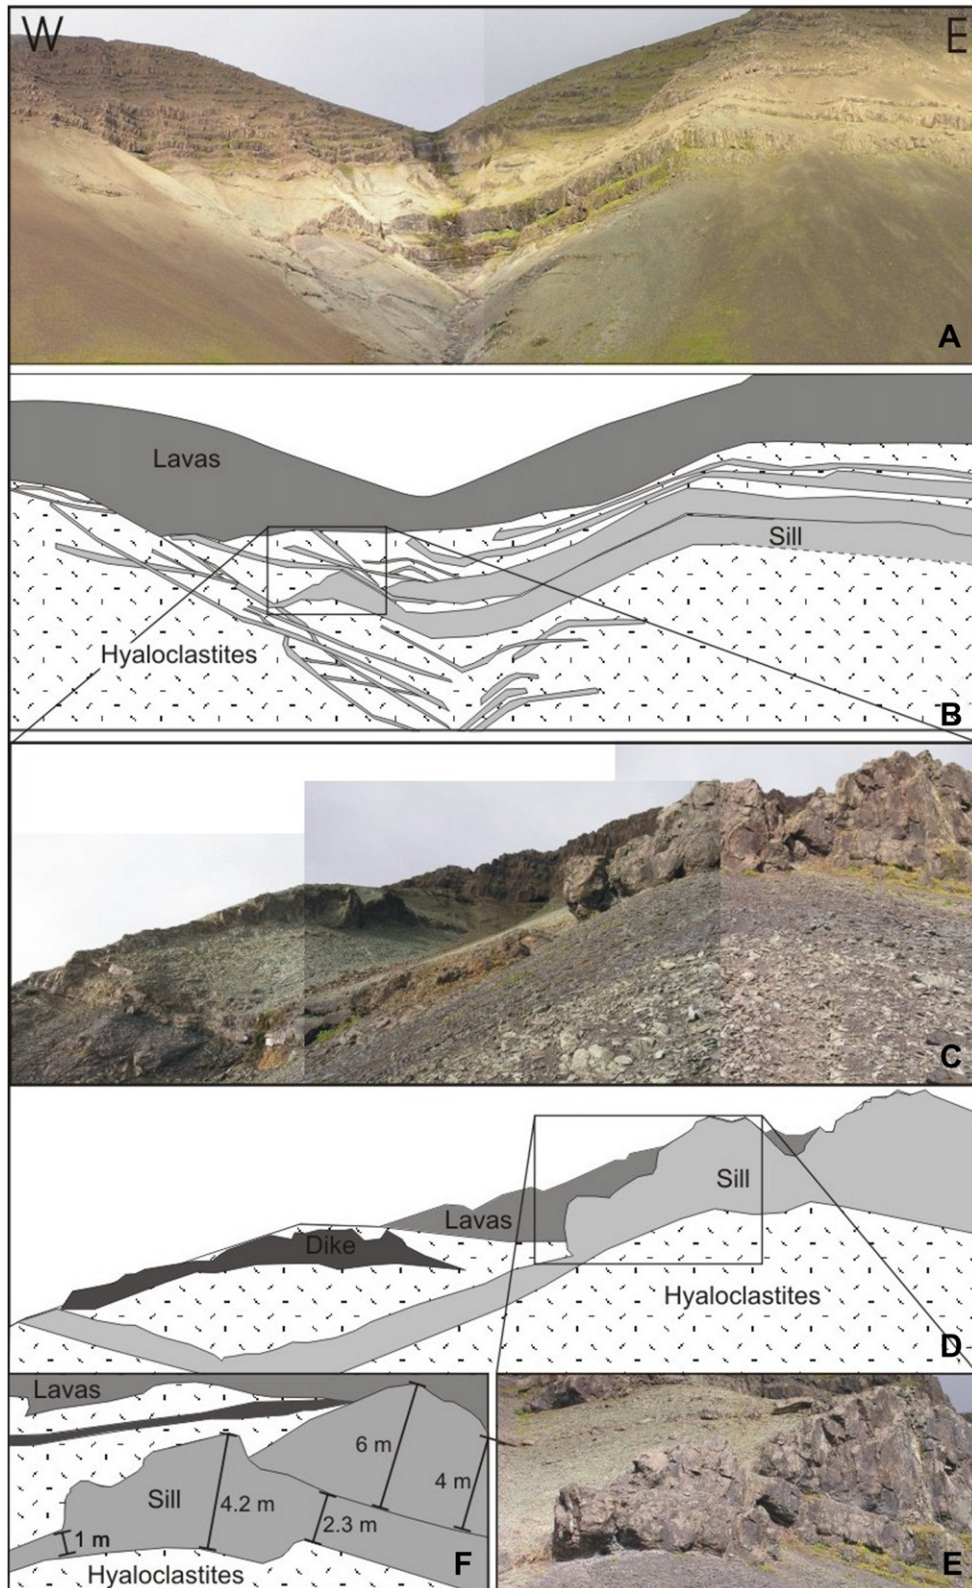 W
E
A
Lavas
Sill
Hyaloclastites
B
C
Lavas
Dike
Sill
Hyaloclastites
D
Lavas
6 m
4 m
Sill
4.2 m
2.3 m
1 m
F
Hyaloclastites
E